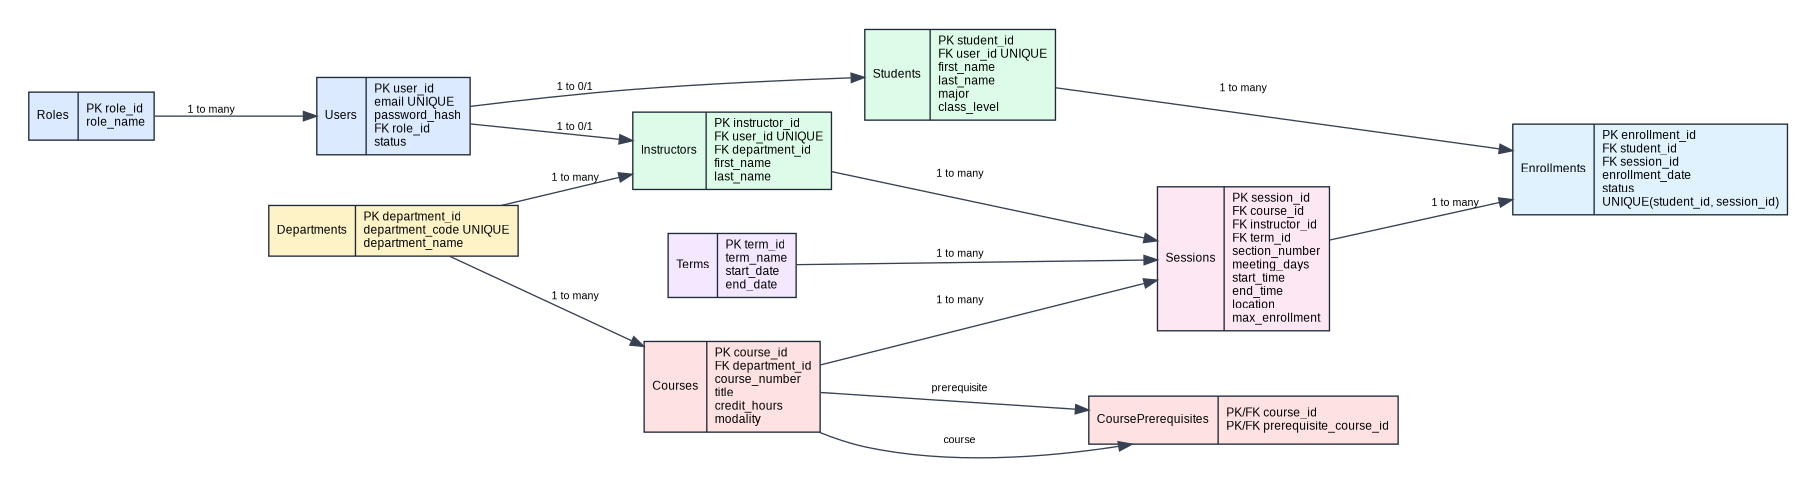 Roles
PK role_id
role_name
1 to many
Users
PK user_id
email UNIQUE
password_hash
FK role_id
status
1 to 0/1
1 to 0/1
Students
PK student_id
FK user_id UNIQUE
first_name
last_name
major
class_level
1 to many
Instructors
PK instructor_id
FK user_id UNIQUE
FK department_id
first_name
last_name
1 to many
Departments
PK department_id
department_code UNIQUE
department_name
1 to many
1 to many
Terms
PK term_id
term_name
start_date
end_date
1 to many
Courses
PK course_id
FK department_id
course_number
title
credit_hours
modality
1 to many
prerequisite
course
CoursePrerequisites
PK/FK course_id
PK/FK prerequisite_course_id
Sessions
PK session_id
FK course_id
FK instructor_id
FK term_id
section_number
meeting_days
start_time
end_time
location
max_enrollment
1 to many
Enrollments
PK enrollment_id
FK student_id
FK session_id
enrollment_date
status
UNIQUE(student_id, session_id)